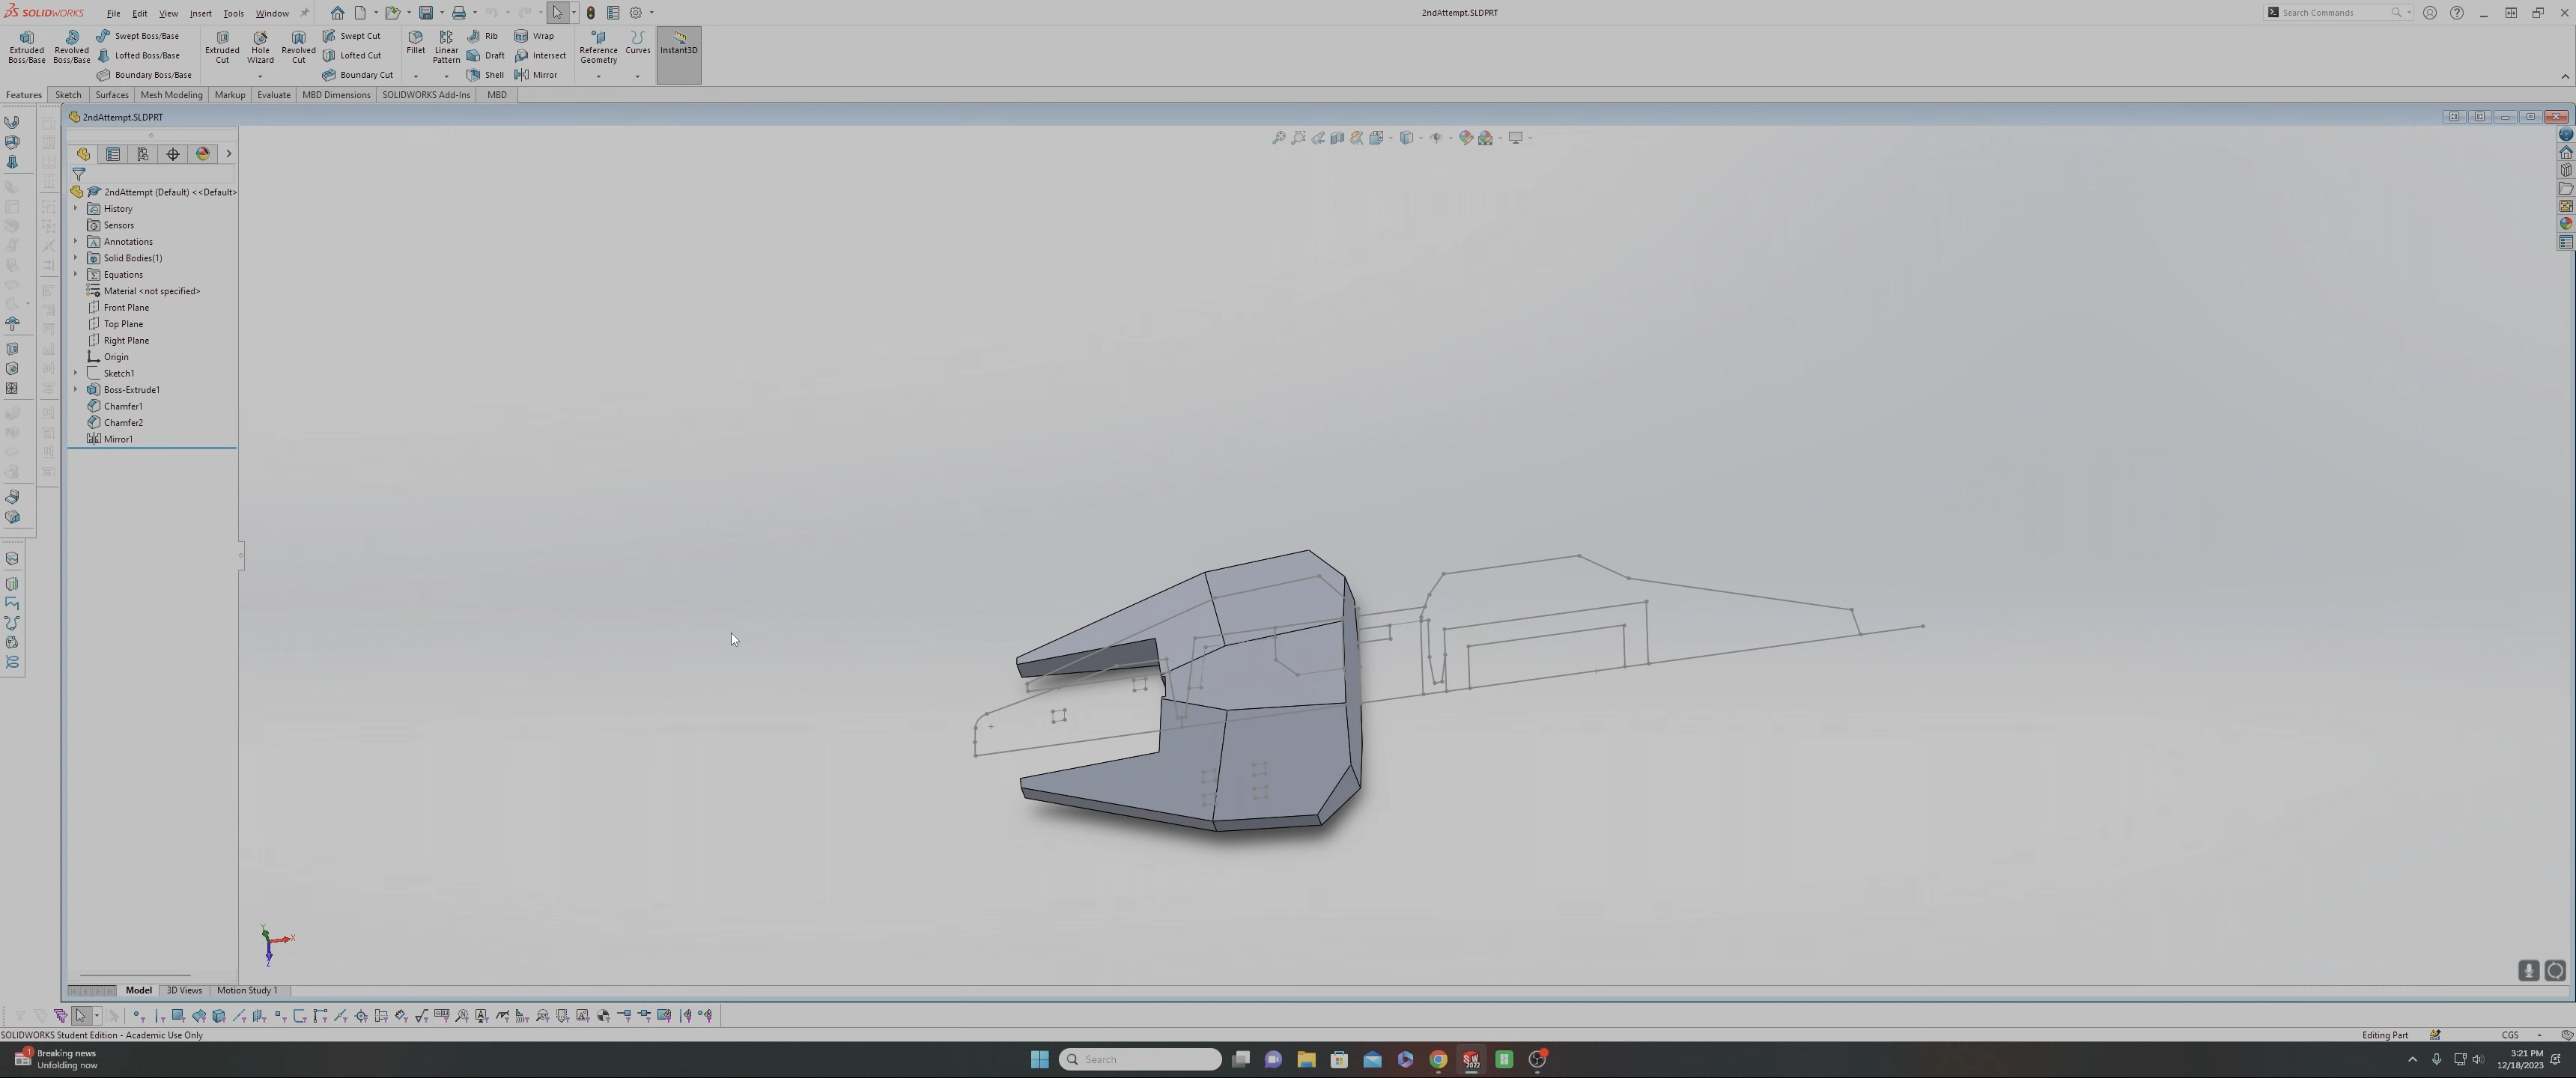 SOLIDWORKS File Edit View Insert Tools Window 2ndAttempt.SLDPRT Search Commands
Extruded Boss/Base
Revolved Boss/Base
Swept Boss/Base
Lofted Boss/Base
Boundary Boss/Base
Extruded Cut
Hole Wizard
Revolved Cut
Swept Cut
Lofted Cut
Boundary Cut
Fillet
Linear Pattern
Rib
Draft
Shell
Wrap
Intersect
Mirror
Reference Geometry
Curves
Instant3D
Features Sketch Surfaces Mesh Modeling Markup Evaluate MBD Dimensions SOLIDWORKS Add-Ins MBD
2ndAttempt.SLDPRT
2ndAttempt (Default) <<Default>
History
Sensors
Annotations
Solid Bodies(1)
Equations
Material <not specified>
Front Plane
Top Plane
Right Plane
Origin
Sketch1
Boss-Extrude1
Chamfer1
Chamfer2
Mirror1
Y
X
Z
Model 3D Views Motion Study 1
SOLIDWORKS Student Edition - Academic Use Only Editing Part CGS
1
Breaking news
Unfolding now
Search
SW 2022
3:21 PM
12/18/2023